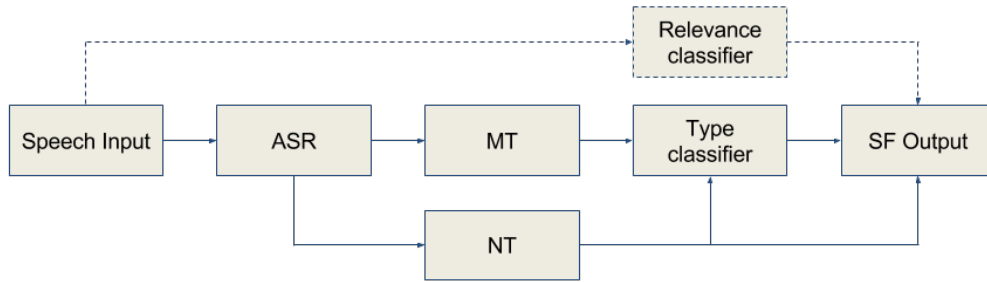 Relevance
classifier
Speech Input
ASR
MT
Type
classifier
SF Output
NT